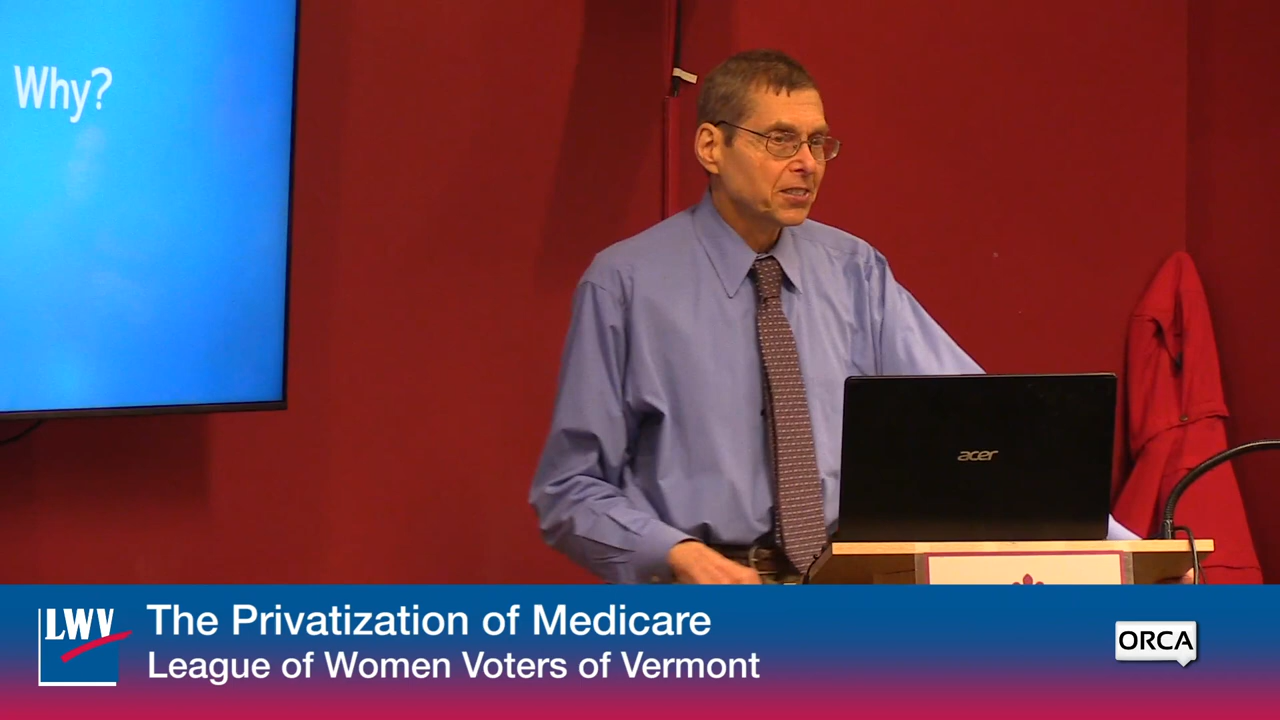 Why?
acer
LWV
The Privatization of Medicare
League of Women Voters of Vermont
ORCA